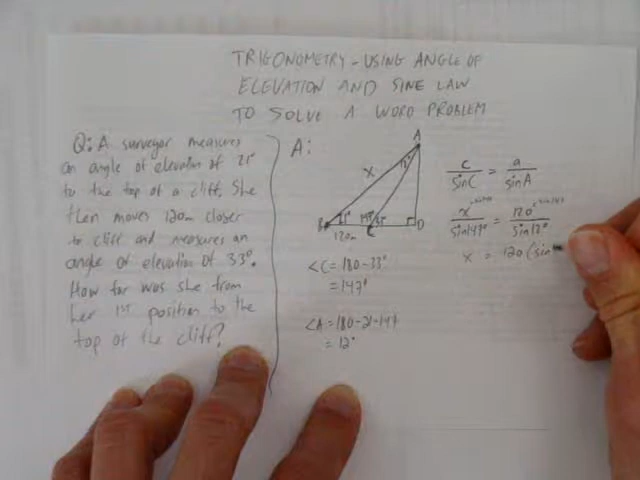 TRIGONOMETRY - USING ANGLE OF
ELEVATION AND SINE LAW
TO SOLVE A WORD PROBLEM
Q: A surveyor measures
an angle of elevation of 21°
to the top of a cliff. She
then moves 120m closer
to cliff and measures an
angle of elevation of 33°.
How far was she from
her 1ST position to the
top of the cliff?
A:
A
12°
x
B 21° 147° 33° D
120m C
<C = 180-33°
= 147°
<A = 180-21-147
= 12°
c/sinC = a/sinA
x/sin147° = 120/sin12°
x = 120 (sin